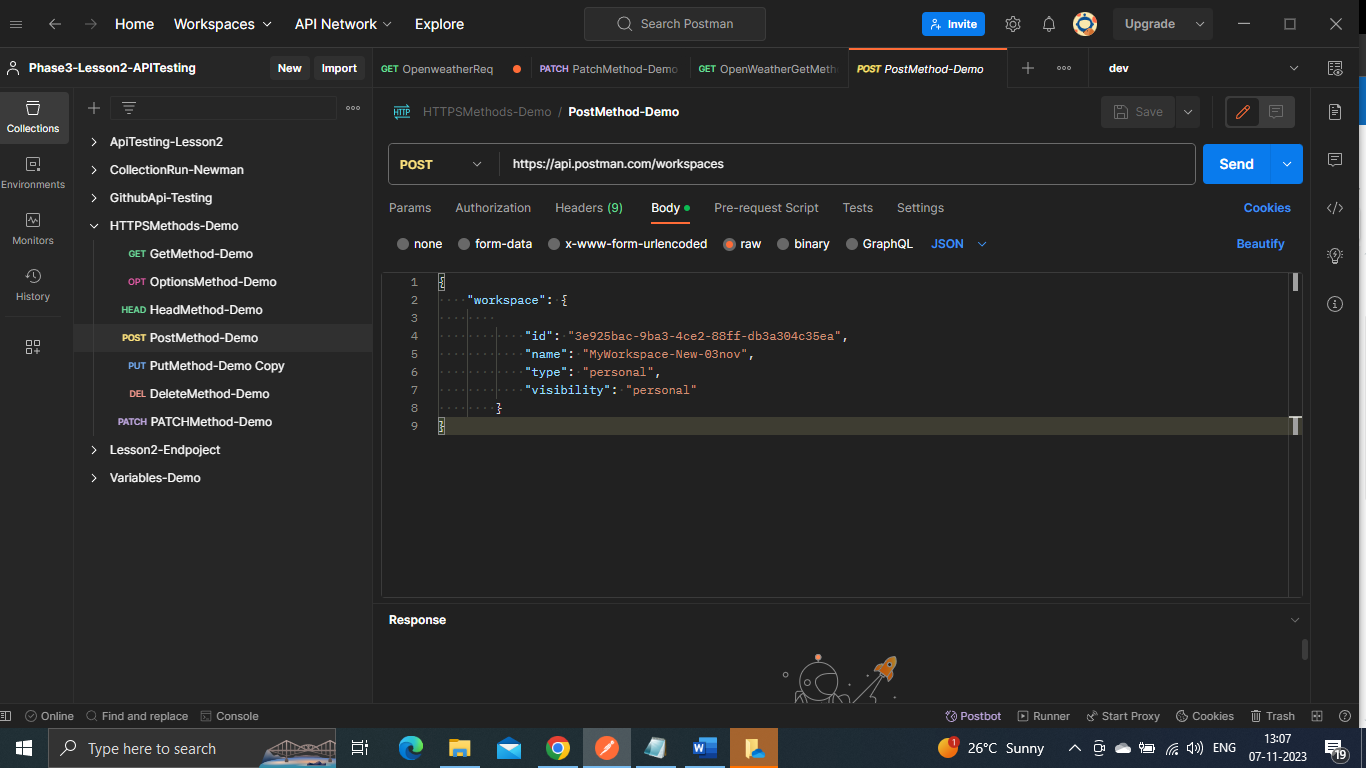 Home Workspaces API Network Explore Search Postman Invite Upgrade
Phase3-Lesson2-APITesting New Import GET OpenweatherReq PATCH PatchMethod-Demo GET OpenWeatherGetMeth POST PostMethod-Demo dev
Collections
Environments
Monitors
History
ApiTesting-Lesson2
CollectionRun-Newman
GithubApi-Testing
HTTPSMethods-Demo
GET GetMethod-Demo
OPT OptionsMethod-Demo
HEAD HeadMethod-Demo
POST PostMethod-Demo
PUT PutMethod-Demo Copy
DEL DeleteMethod-Demo
PATCH PATCHMethod-Demo
Lesson2-Endpoject
Variables-Demo
HTTP HTTPSMethods-Demo / PostMethod-Demo Save
POST https://api.postman.com/workspaces Send
Params Authorization Headers (9) Body Pre-request Script Tests Settings Cookies
none form-data x-www-form-urlencoded raw binary GraphQL JSON Beautify
1 {
2 "workspace": {
3
4 "id": "3e925bac-9ba3-4ce2-88ff-db3a304c35ea",
5 "name": "MyWorkspace-New-03nov",
6 "type": "personal",
7 "visibility": "personal"
8 }
9 }
Response
Online Find and replace Console Postbot Runner Start Proxy Cookies Trash
Type here to search 1 26°C Sunny ENG 13:07
07-11-2023 19